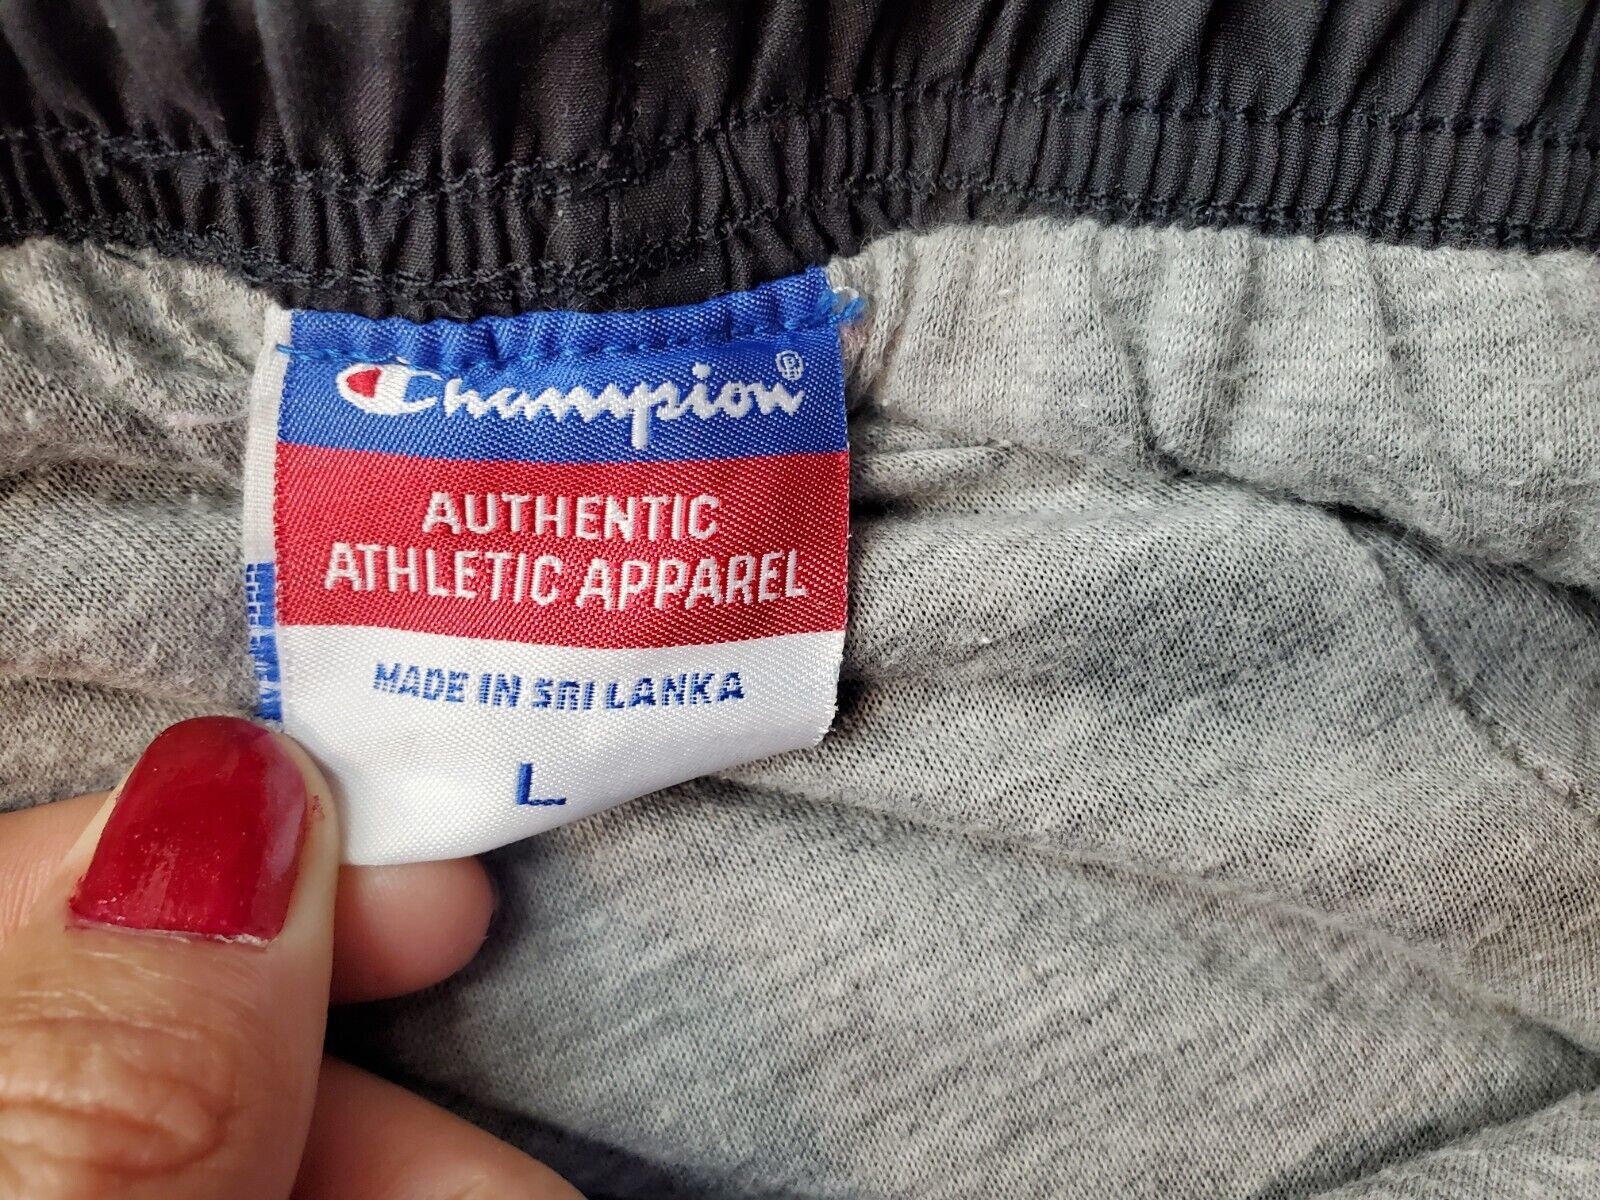 Champion®
AUTHENTIC
ATHLETIC APPAREL
MADE IN SRI LANKA
L